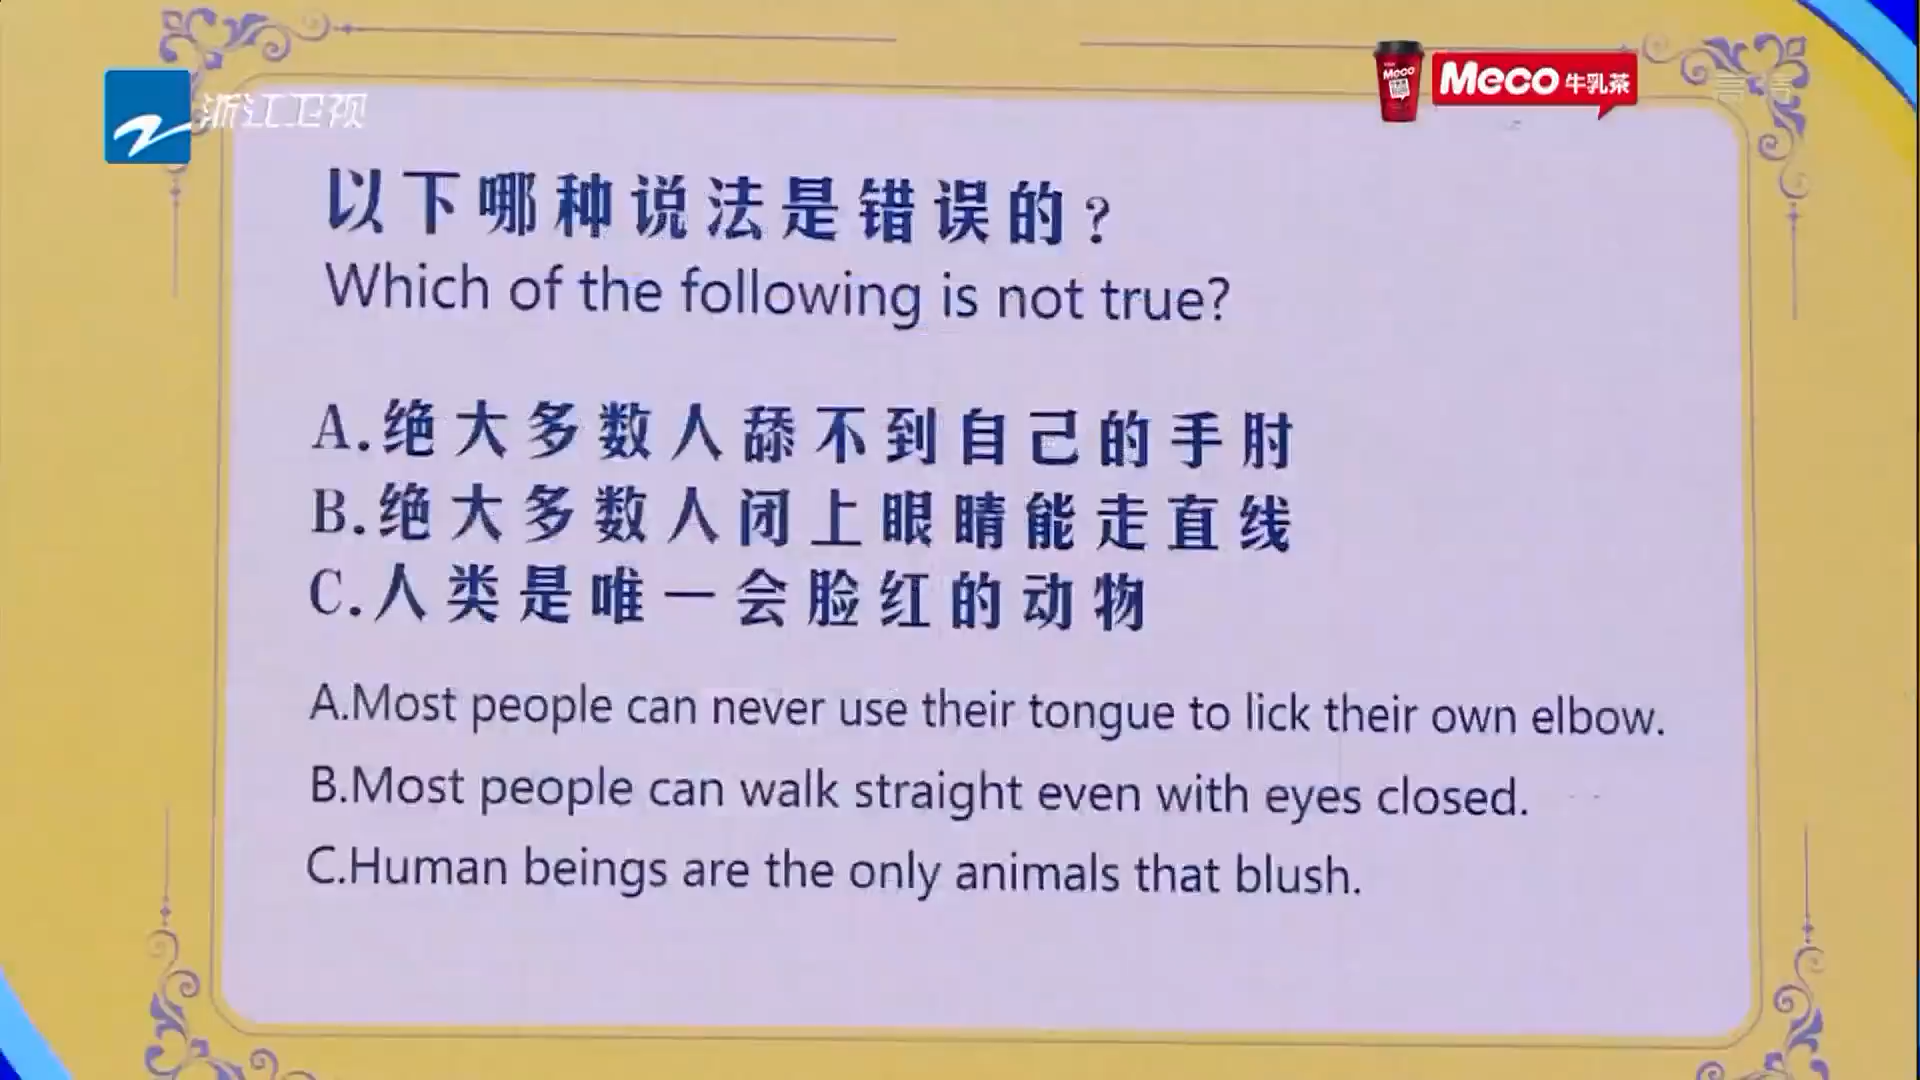 浙江卫视
Meco
Meco 牛乳茶
以下哪种说法是错误的?
Which of the following is not true?
A.绝大多数人舔不到自己的手肘
B.绝大多数人闭上眼睛能走直线
C.人类是唯一会脸红的动物
A.Most people can never use their tongue to lick their own elbow.
B.Most people can walk straight even with eyes closed.
C.Human beings are the only animals that blush.